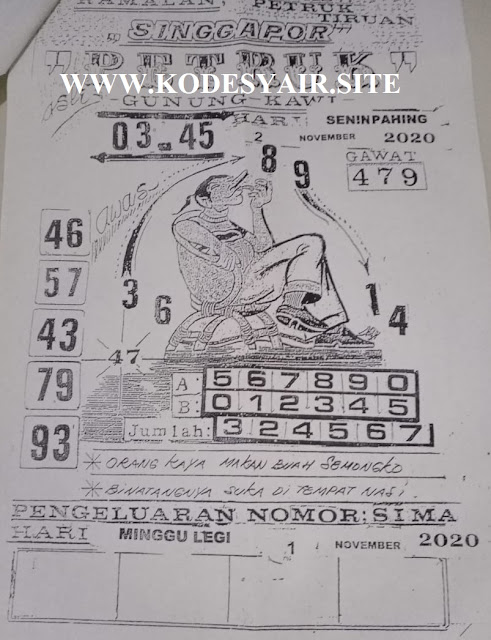 RAMALAN, PETRUK
TIRUAN
"SINGGAPOR"
"PETRUK"
WWW.KODESYAIR.SITE
asli
GUNUNG KAWI
HARI: SENINPAHING
2 NOVEMBER 2020
03 45
GAWAT
479
8
9
awas
46
57
43
79
93
3
6
1
4
47
A: 5 6 7 8 9 0
B: 0 1 2 3 4 5
Jumlah: 3 2 4 5 6 7
* ORANG KAYA MAKAN BUAH SEMONGKO
* BINATANGNYA SUKA DI TEMPAT NASI.
PENGELUARAN NOMOR: SIMA
HARI MINGGU LEGI 1 NOVEMBER 2020